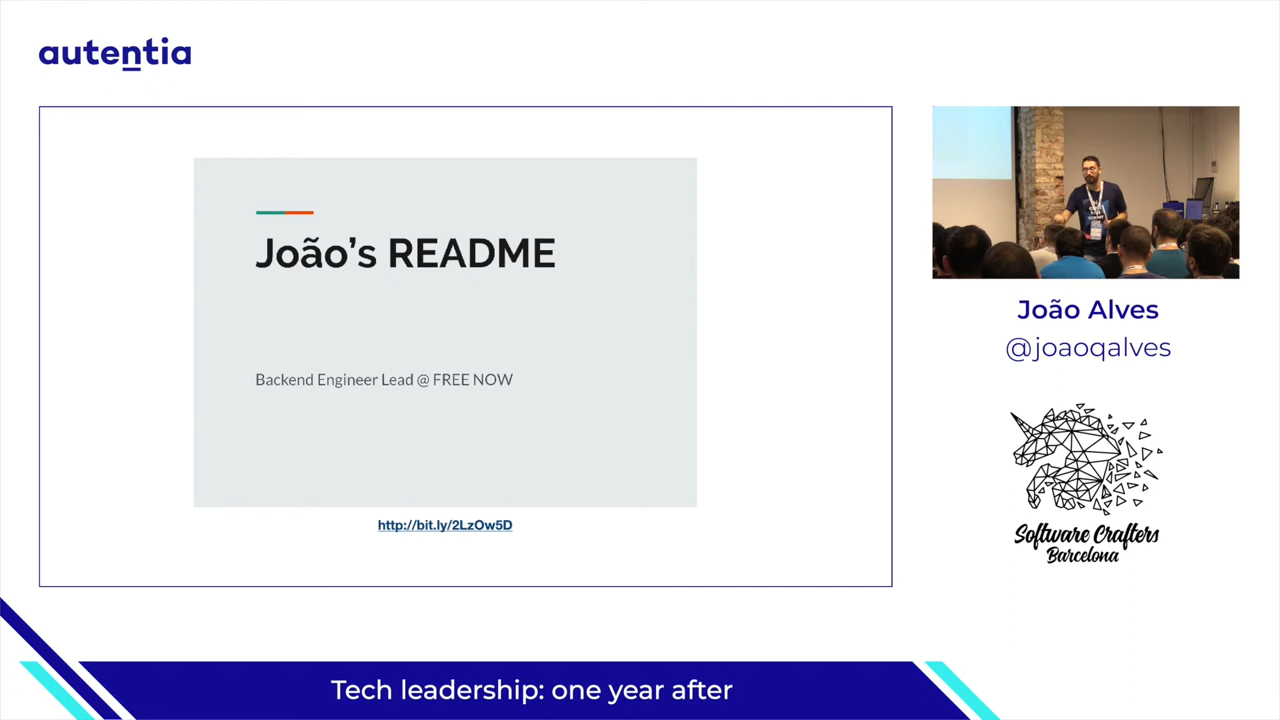 autentia
João's README
Backend Engineer Lead @ FREE NOW
http://bit.ly/2LzOw5D
João Alves
@joaoqalves
Software Crafters
Barcelona
Tech leadership: one year after